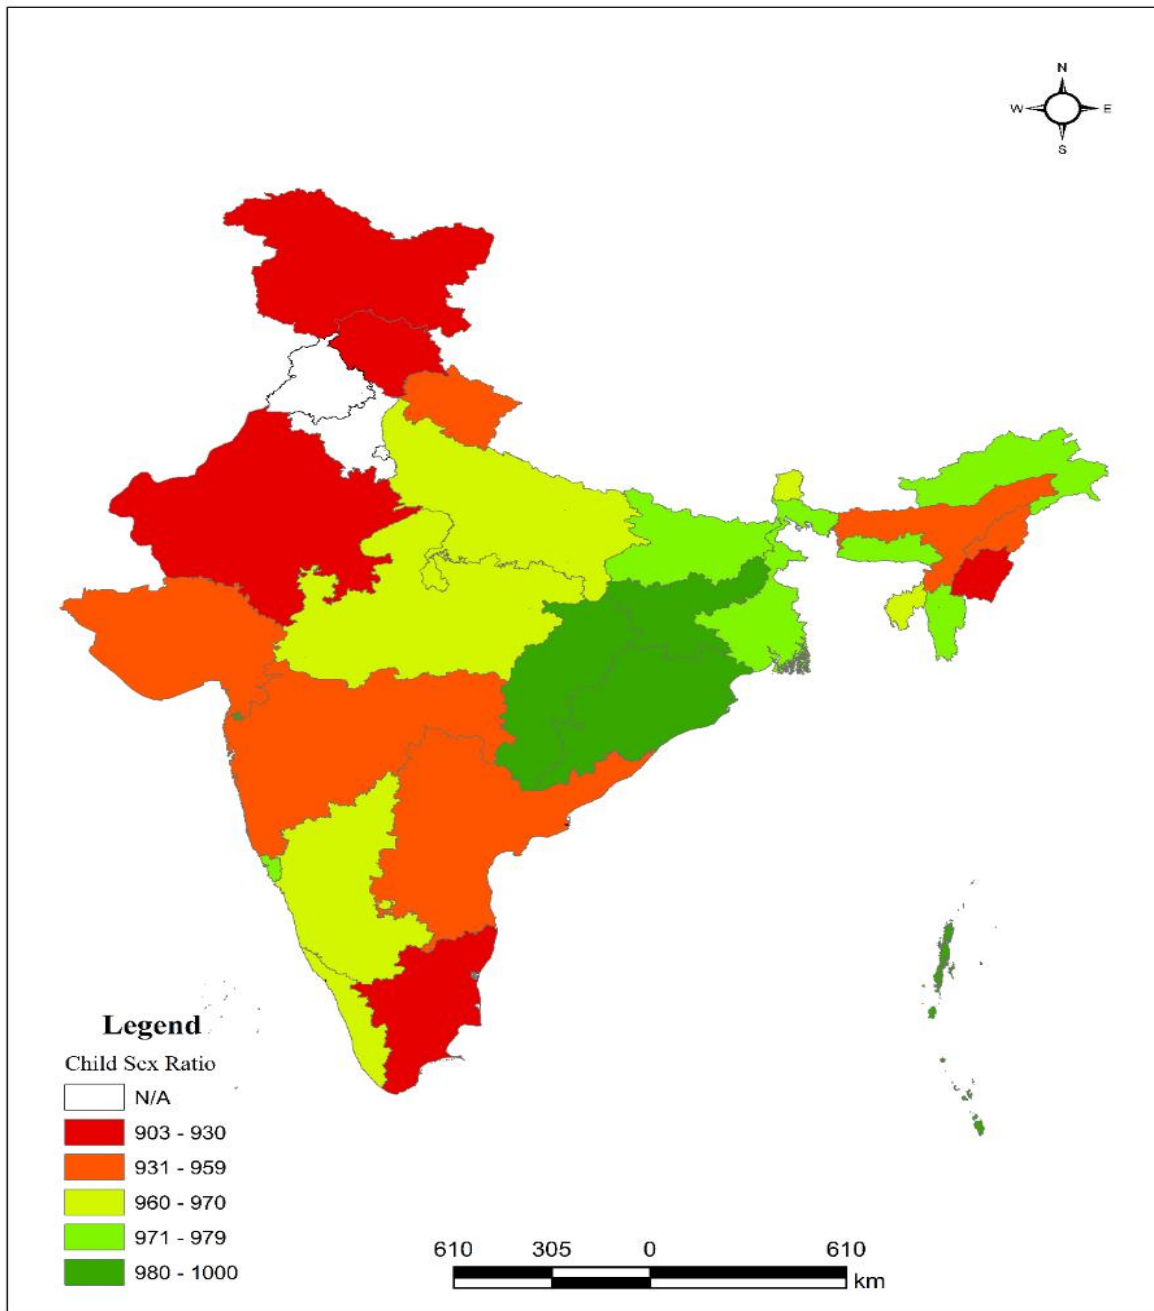 N
W E
S
Legend
Child Sex Ratio
N/A
903 - 930
931 - 959
960 - 970
971 - 979
980 - 1000
610 305 0 610
km